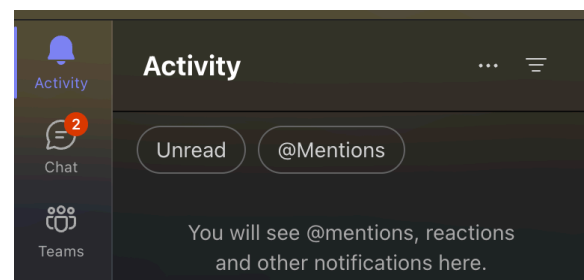 Activity
Activity
2
Chat
Unread
@Mentions
Teams
You will see @mentions, reactions
and other notifications here.